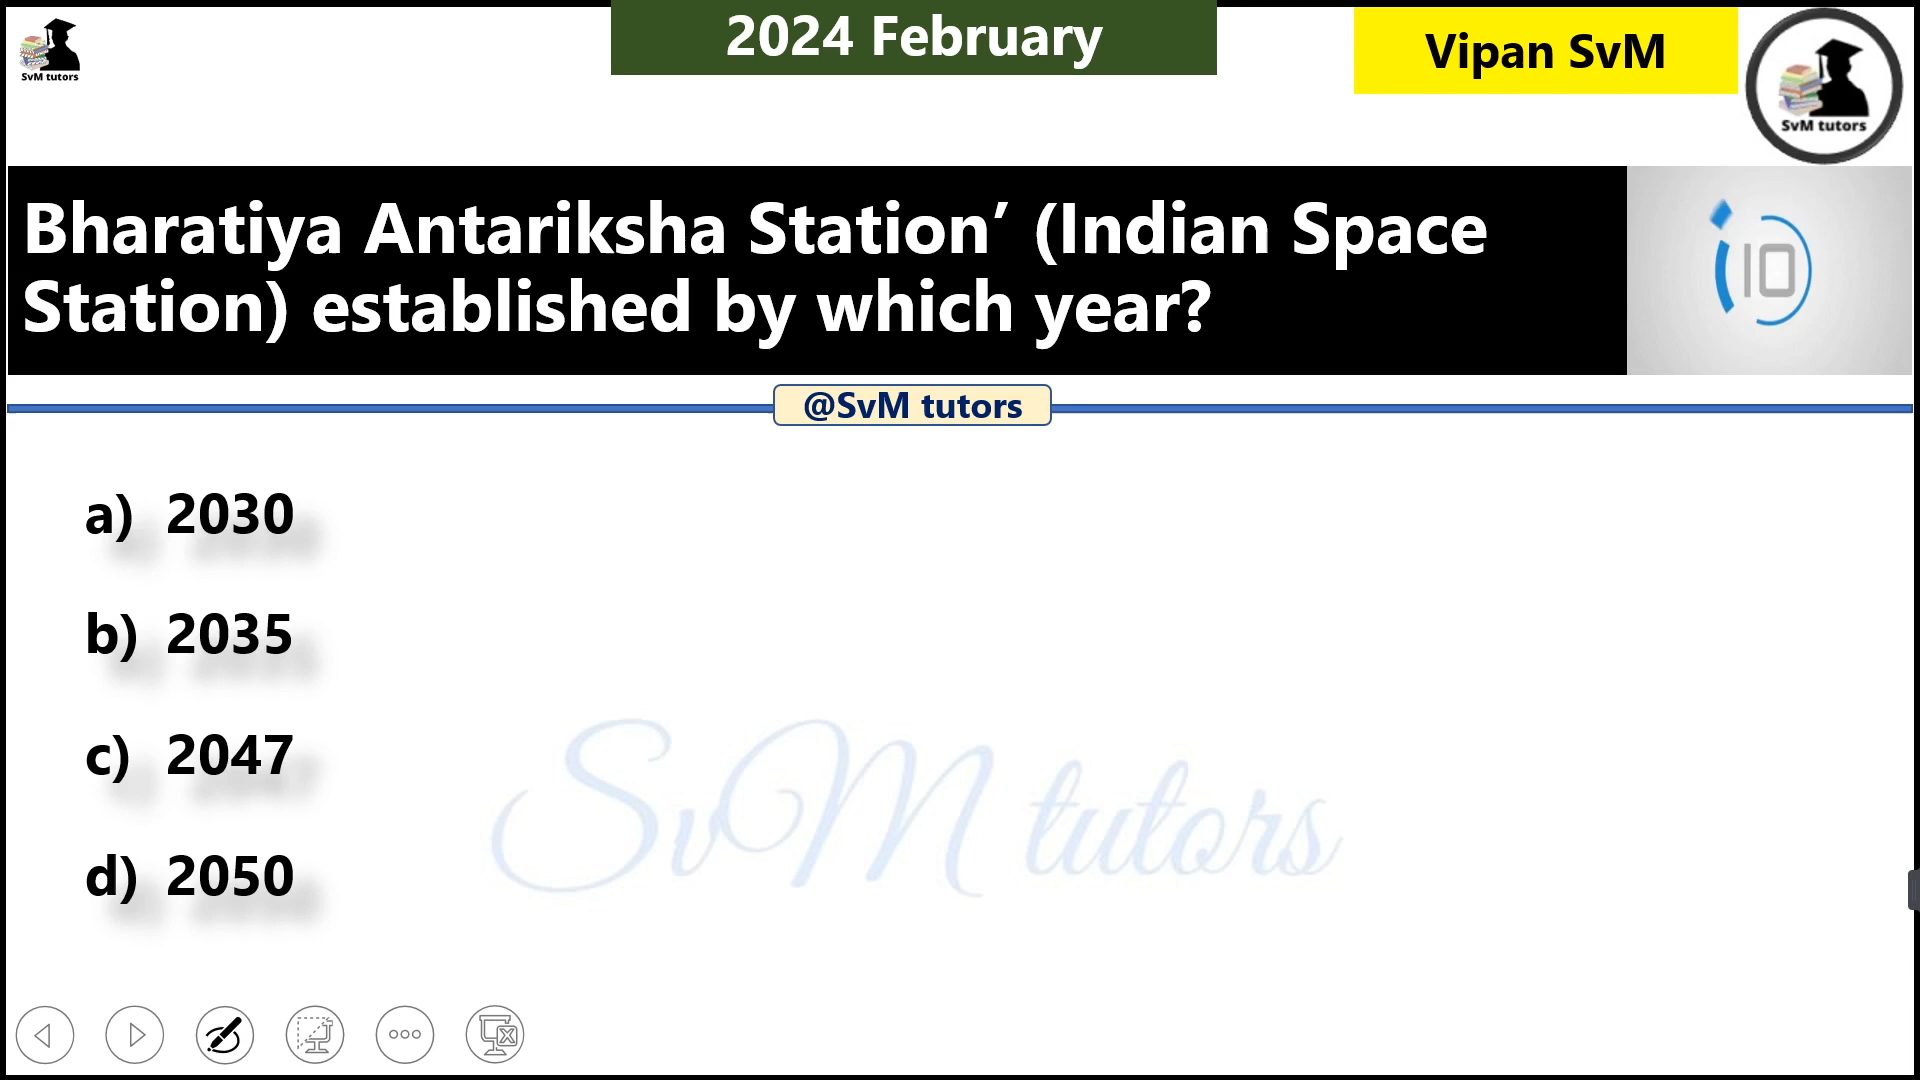 SvM tutors
2024 February
Vipan SvM
SvM tutors
Bharatiya Antariksha Station’ (Indian Space
Station) established by which year?
10
@SvM tutors
a) 2030
b) 2035
c) 2047
d) 2050
SvM tutors